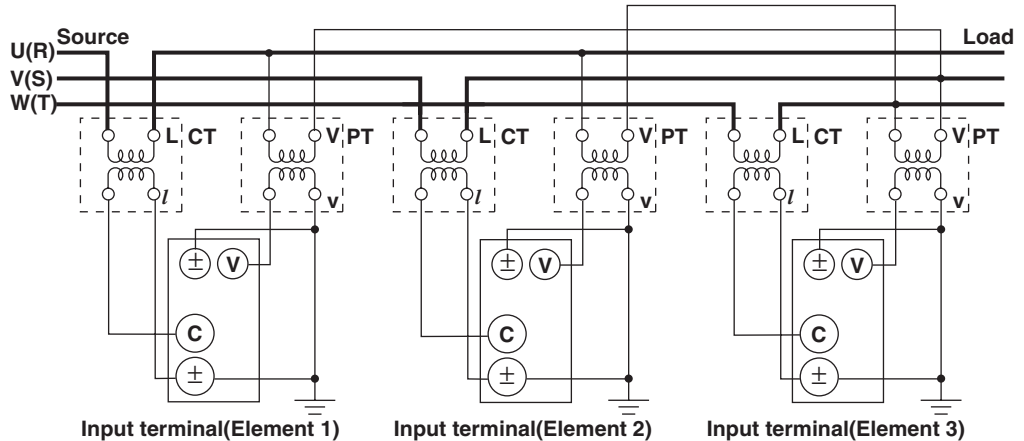 Source
Load
U(R)
V(S)
W(T)
L CT
V PT
L CT
V PT
L CT
V PT
l
v
l
v
l
v
± V
± V
± V
C
C
C
±
±
±
Input terminal(Element 1)
Input terminal(Element 2)
Input terminal(Element 3)